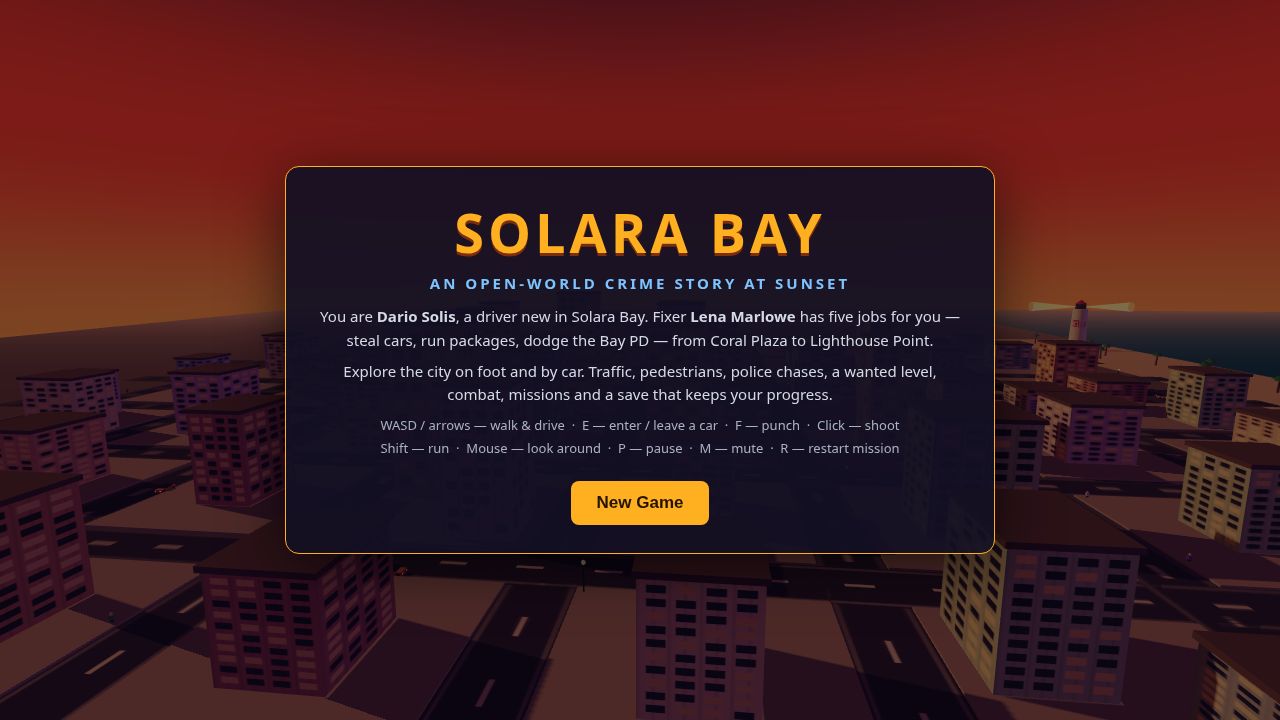 SOLARA BAY
AN OPEN-WORLD CRIME STORY AT SUNSET
You are Dario Solis, a driver new in Solara Bay. Fixer Lena Marlowe has five jobs for you —
steal cars, run packages, dodge the Bay PD — from Coral Plaza to Lighthouse Point.
Explore the city on foot and by car. Traffic, pedestrians, police chases, a wanted level,
combat, missions and a save that keeps your progress.
WASD / arrows — walk & drive · E — enter / leave a car · F — punch · Click — shoot
Shift — run · Mouse — look around · P — pause · M — mute · R — restart mission
New Game